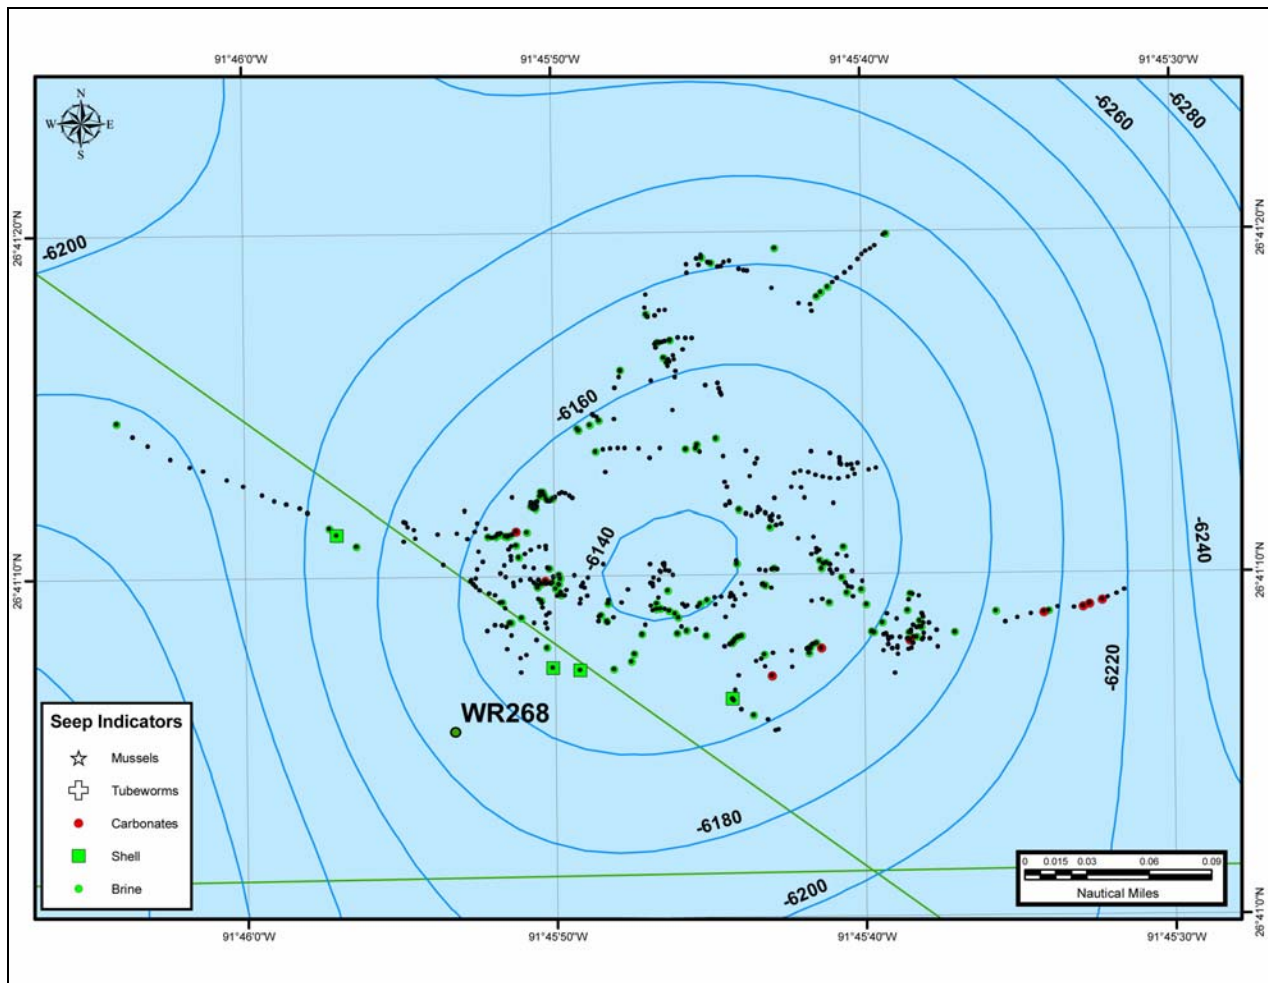 91°46'0"W
91°45'50"W
91°45'40"W
91°45'30"W
N
W
E
S
-6260
-6280
26°41'20"N
26°41'20"N
-6200
-6160
-6140
-6240
26°41'10"N
26°41'10"N
-6220
WR268
Seep Indicators
Mussels
Tubeworms
Carbonates
Shell
Brine
-6180
-6200
0 0.015 0.03 0.06 0.09
Nautical Miles
26°41'0"N
91°46'0"W
91°45'50"W
91°45'40"W
91°45'30"W